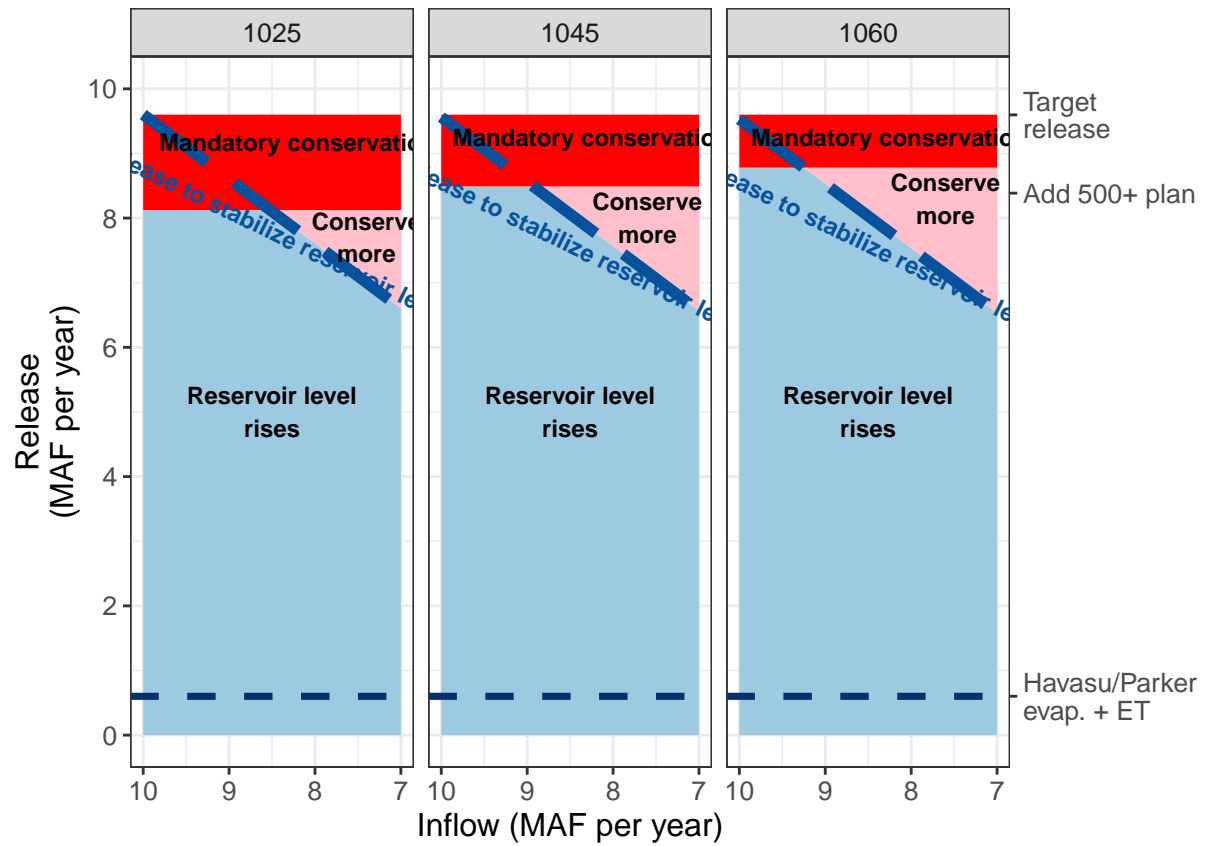 1025
1045
1060
Release
(MAF per year)
10
8
6
4
2
0
Mandatory conservatio
Conserve
more
ease to stabilize reservoir le
Reservoir level
rises
Mandatory conservatio
Conserve
more
ease to stabilize reservoir le
Reservoir level
rises
Mandatory conservatio
Conserve
more
ease to stabilize reservoir le
Reservoir level
rises
Target
release
Add 500+ plan
Havasu/Parker
evap. + ET
10 9 8 7
10 9 8 7
10 9 8 7
Inflow (MAF per year)